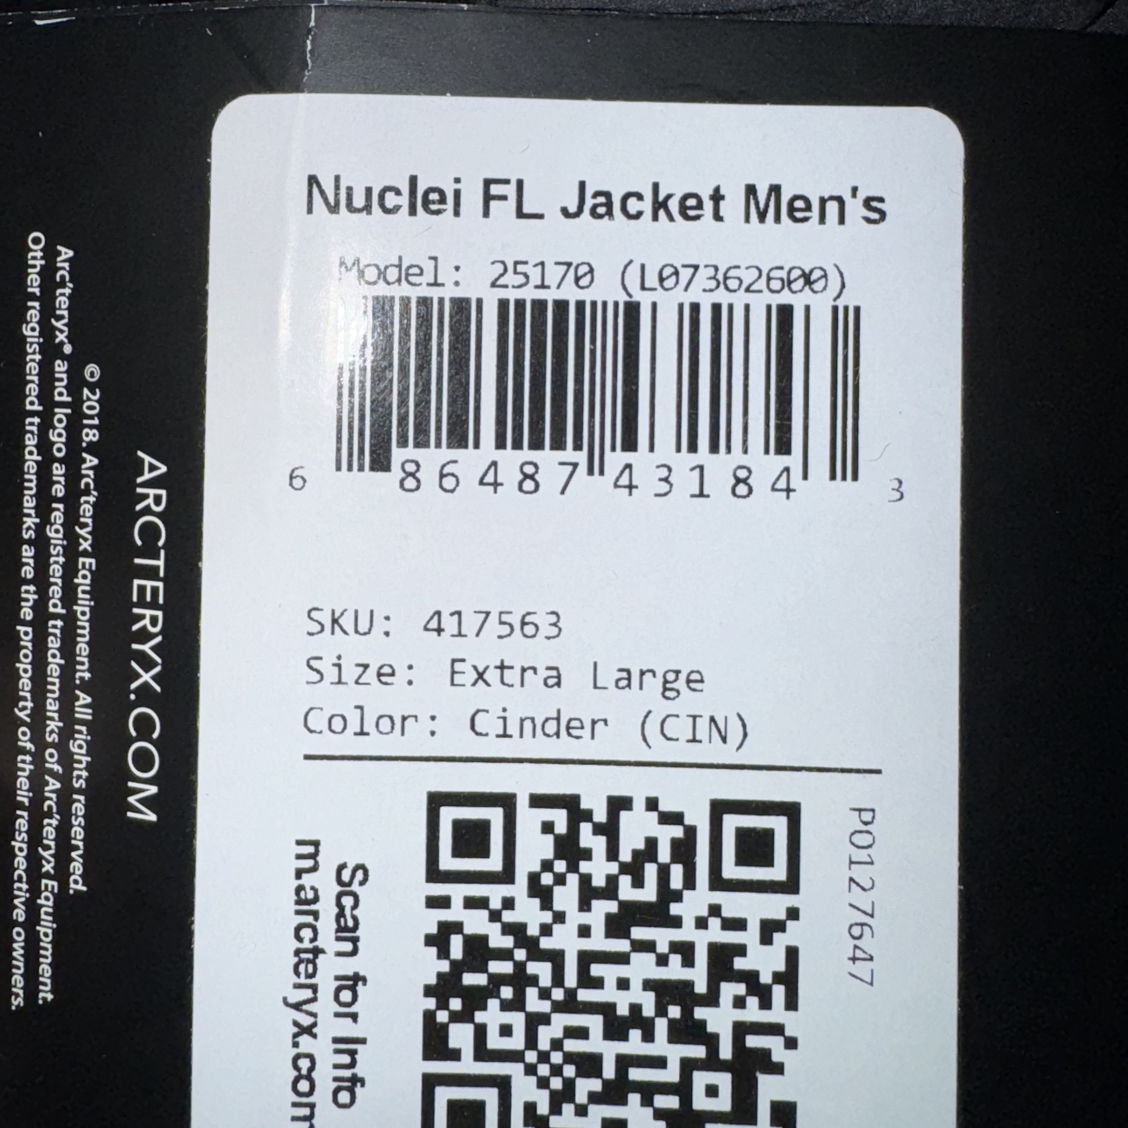 Nuclei FL Jacket Men's
Model: 25170 (L07362600)
6 86487 43184 3
SKU: 417563
Size: Extra Large
Color: Cinder (CIN)
P0127647
Scan for Info
m.arcteryx.com
ARCTERYX.COM
© 2018. Arc'teryx Equipment. All rights reserved.
Arc'teryx® and logo are registered trademarks of Arc'teryx Equipment.
Other registered trademarks are the property of their respective owners.